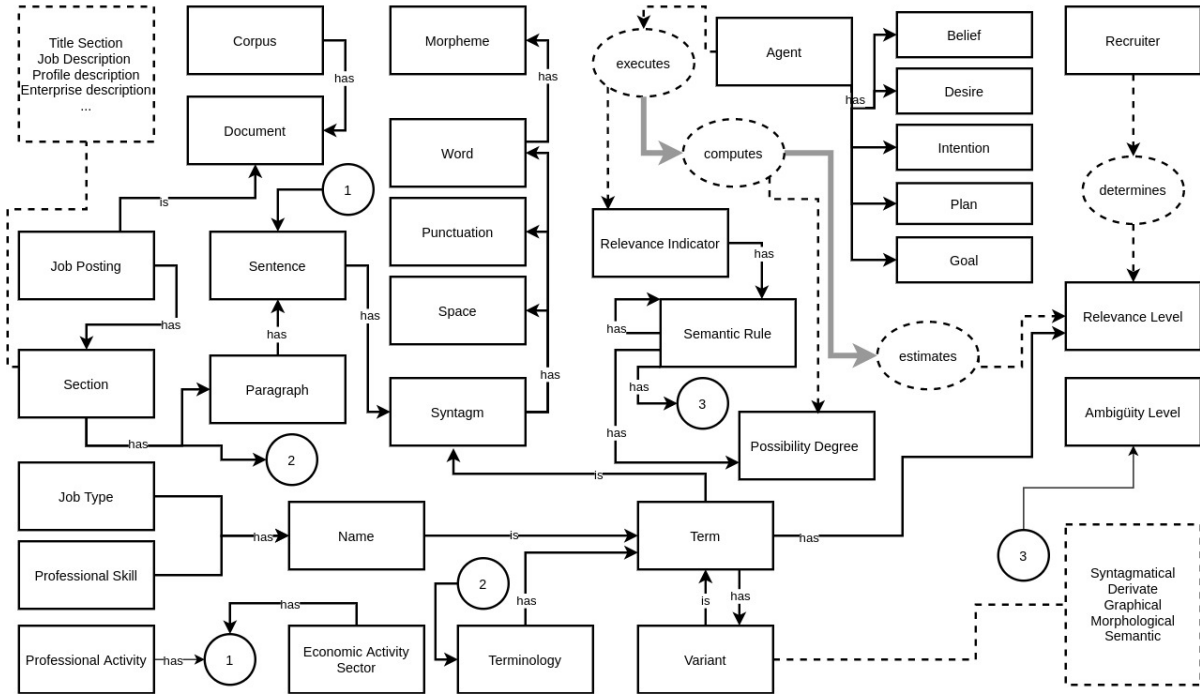 Title Section
Job Description
Profile description
Enterprise description
...
Corpus
has
Document
Morpheme
has
executes
Agent
has
Belief
Desire
Intention
Plan
Goal
Recruiter
Word
computes
determines
1
is
Job Posting
has
Sentence
has
Punctuation
Space
Relevance Indicator
has
Semantic Rule
has
has
has
3
Relevance Level
estimates
Section
has
has
Paragraph
Syntagm
has
Possibility Degree
Ambigüity Level
2
is
Job Type
Professional Skill
has
Name
is
Term
has
3
2
has
is
has
Syntagmatical
Derivate
Graphical
Morphological
Semantic
has
Professional Activity
has
1
Economic Activity
Sector
Terminology
Variant